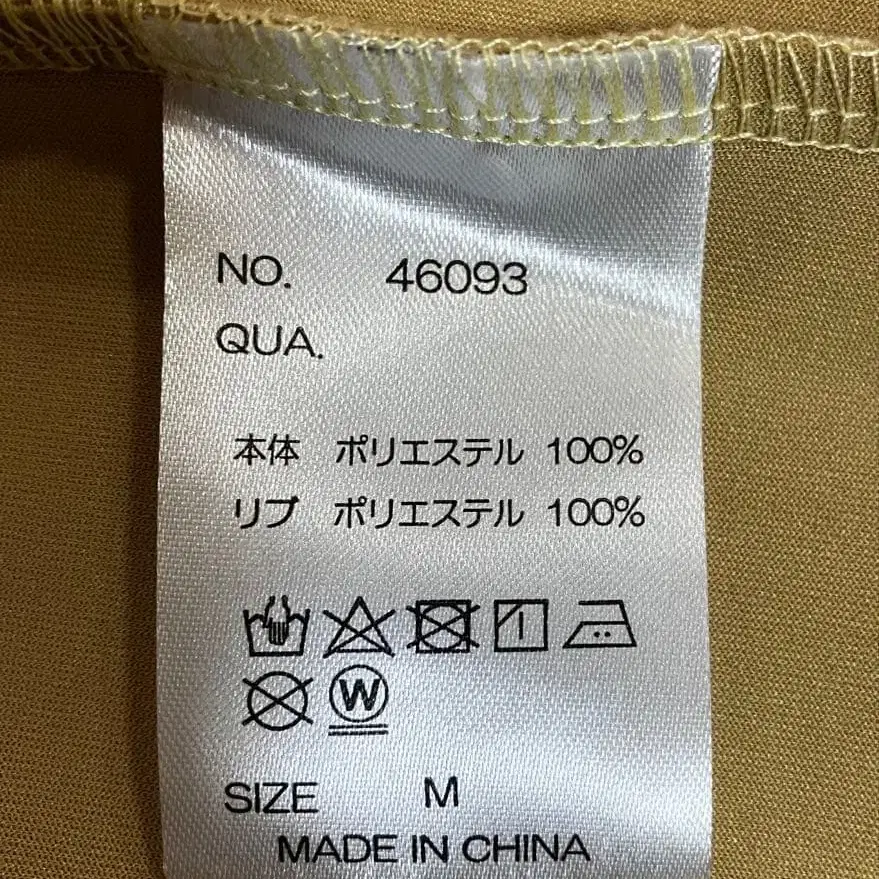 NO. 46093
QUA.
本体 ポリエステル 100%
リブ ポリエステル 100%
W
SIZE M
MADE IN CHINA